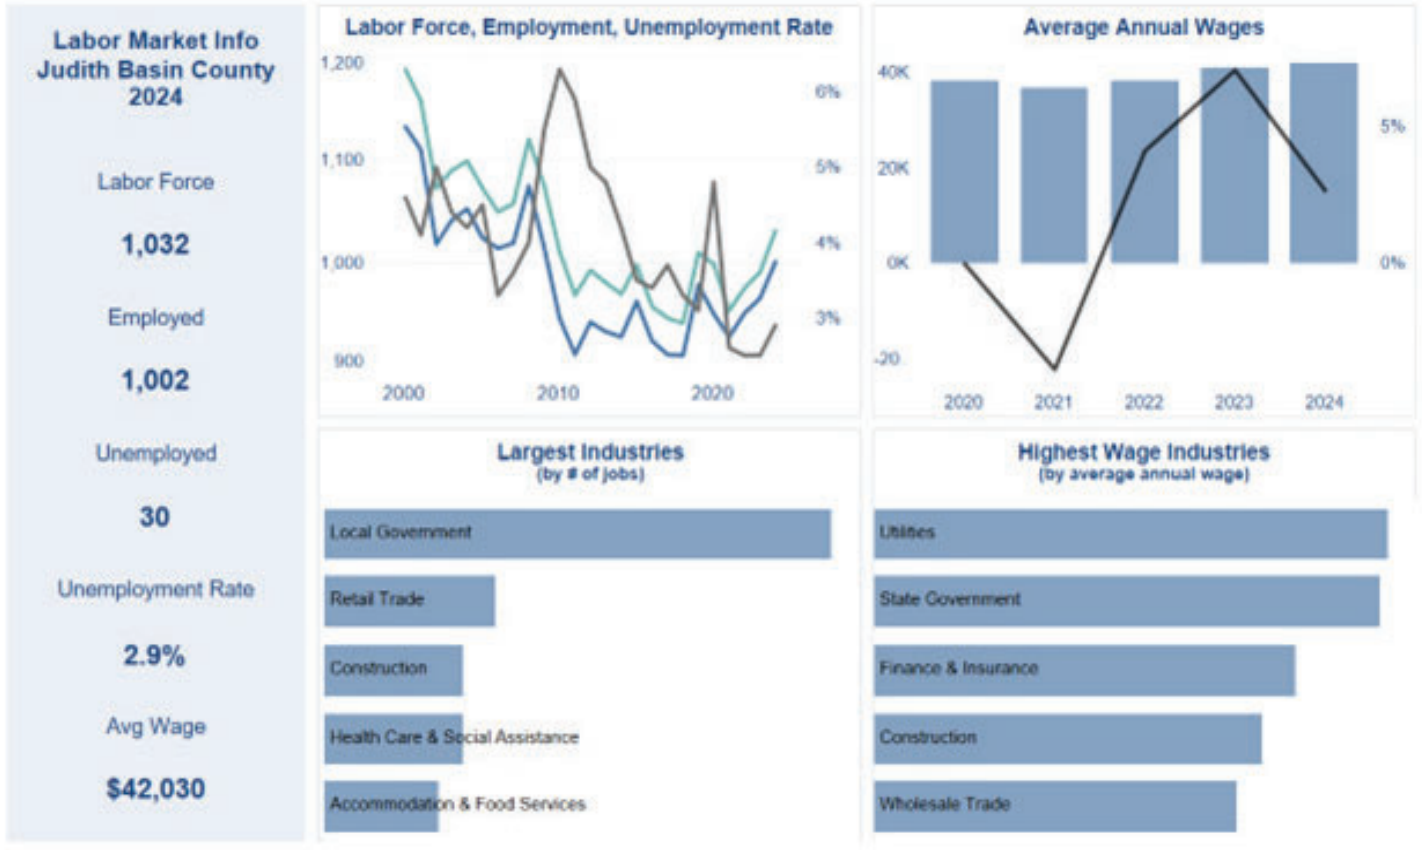 Labor Market Info
Judith Basin County
2024
Labor Force
1,032
Employed
1,002
Unemployed
30
Unemployment Rate
2.9%
Avg Wage
$42,030
Labor Force, Employment, Unemployment Rate
1,200
1,100
1,000
900
6%
5%
4%
3%
2000
2010
2020
Average Annual Wages
40K
20K
0K
-20
5%
0%
2020
2021
2022
2023
2024
Largest Industries
(by # of jobs)
Local Government
Retail Trade
Construction
Health Care & Social Assistance
Accommodation & Food Services
Highest Wage Industries
(by average annual wage)
Utilities
State Government
Finance & Insurance
Construction
Wholesale Trade